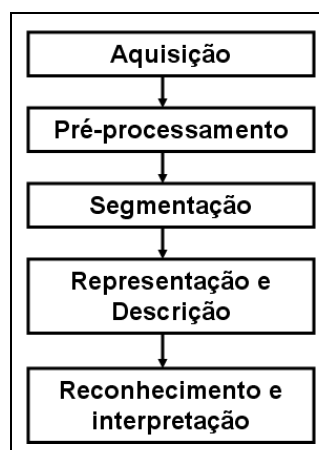 Aquisição
Pré-processamento
Segmentação
Representação e
Descrição
Reconhecimento e
interpretação